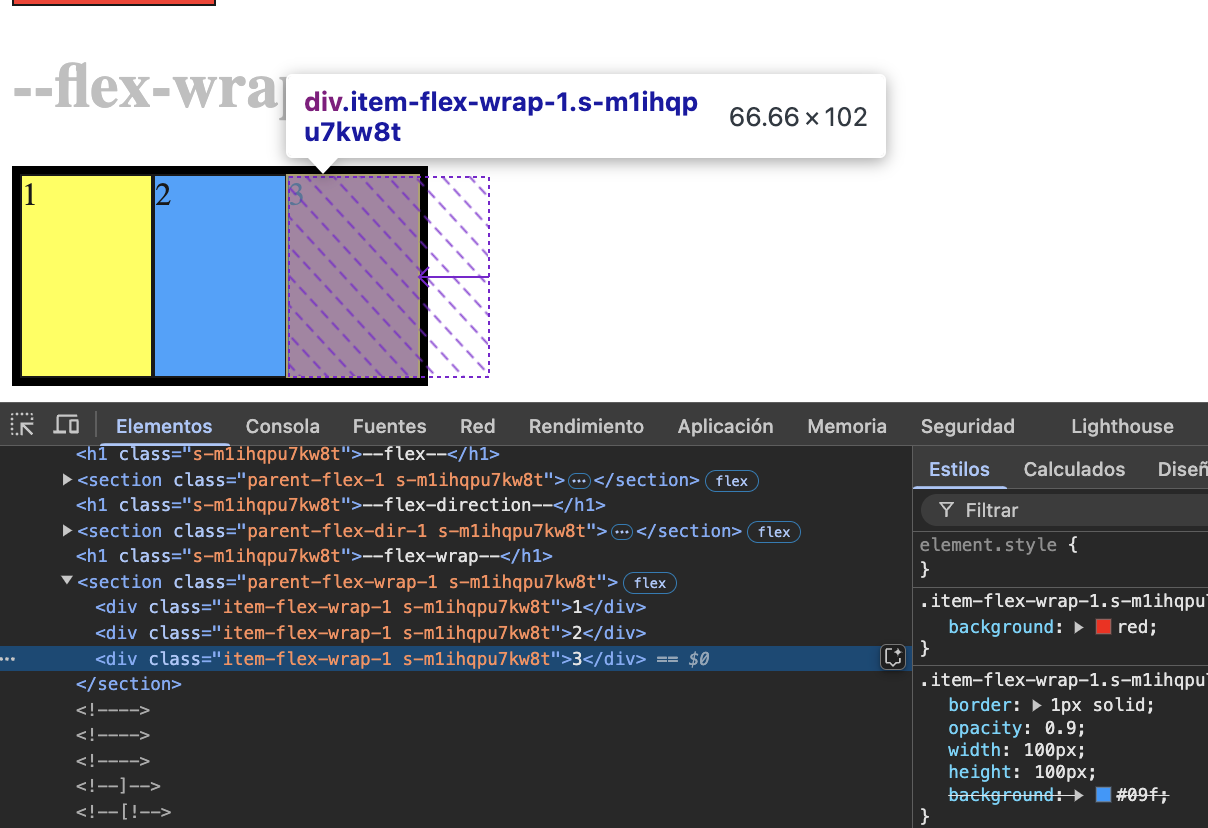 --flex-wrap
div.item-flex-wrap-1.s-m1ihqp
u7kw8t
66.66 × 102
1
2
3
Elementos Consola Fuentes Red Rendimiento Aplicación Memoria Seguridad Lighthouse
<h1 class="s-m1ihqpu7kw8t">--flex--</h1>
<section class="parent-flex-1 s-m1ihqpu7kw8t">…</section> flex
<h1 class="s-m1ihqpu7kw8t">--flex-direction--</h1>
<section class="parent-flex-dir-1 s-m1ihqpu7kw8t">…</section> flex
<h1 class="s-m1ihqpu7kw8t">--flex-wrap--</h1>
<section class="parent-flex-wrap-1 s-m1ihqpu7kw8t"> flex
<div class="item-flex-wrap-1 s-m1ihqpu7kw8t">1</div>
<div class="item-flex-wrap-1 s-m1ihqpu7kw8t">2</div>
<div class="item-flex-wrap-1 s-m1ihqpu7kw8t">3</div> == $0
</section>
<!---->
<!---->
<!---->
<!--]-->
<!--[!-->
Estilos Calculados Diseñ
Filtrar
element.style {
}
.item-flex-wrap-1.s-m1ihqpu7
background: red;
}
.item-flex-wrap-1.s-m1ihqpu7
border: 1px solid;
opacity: 0.9;
width: 100px;
height: 100px;
background: #09f;
}